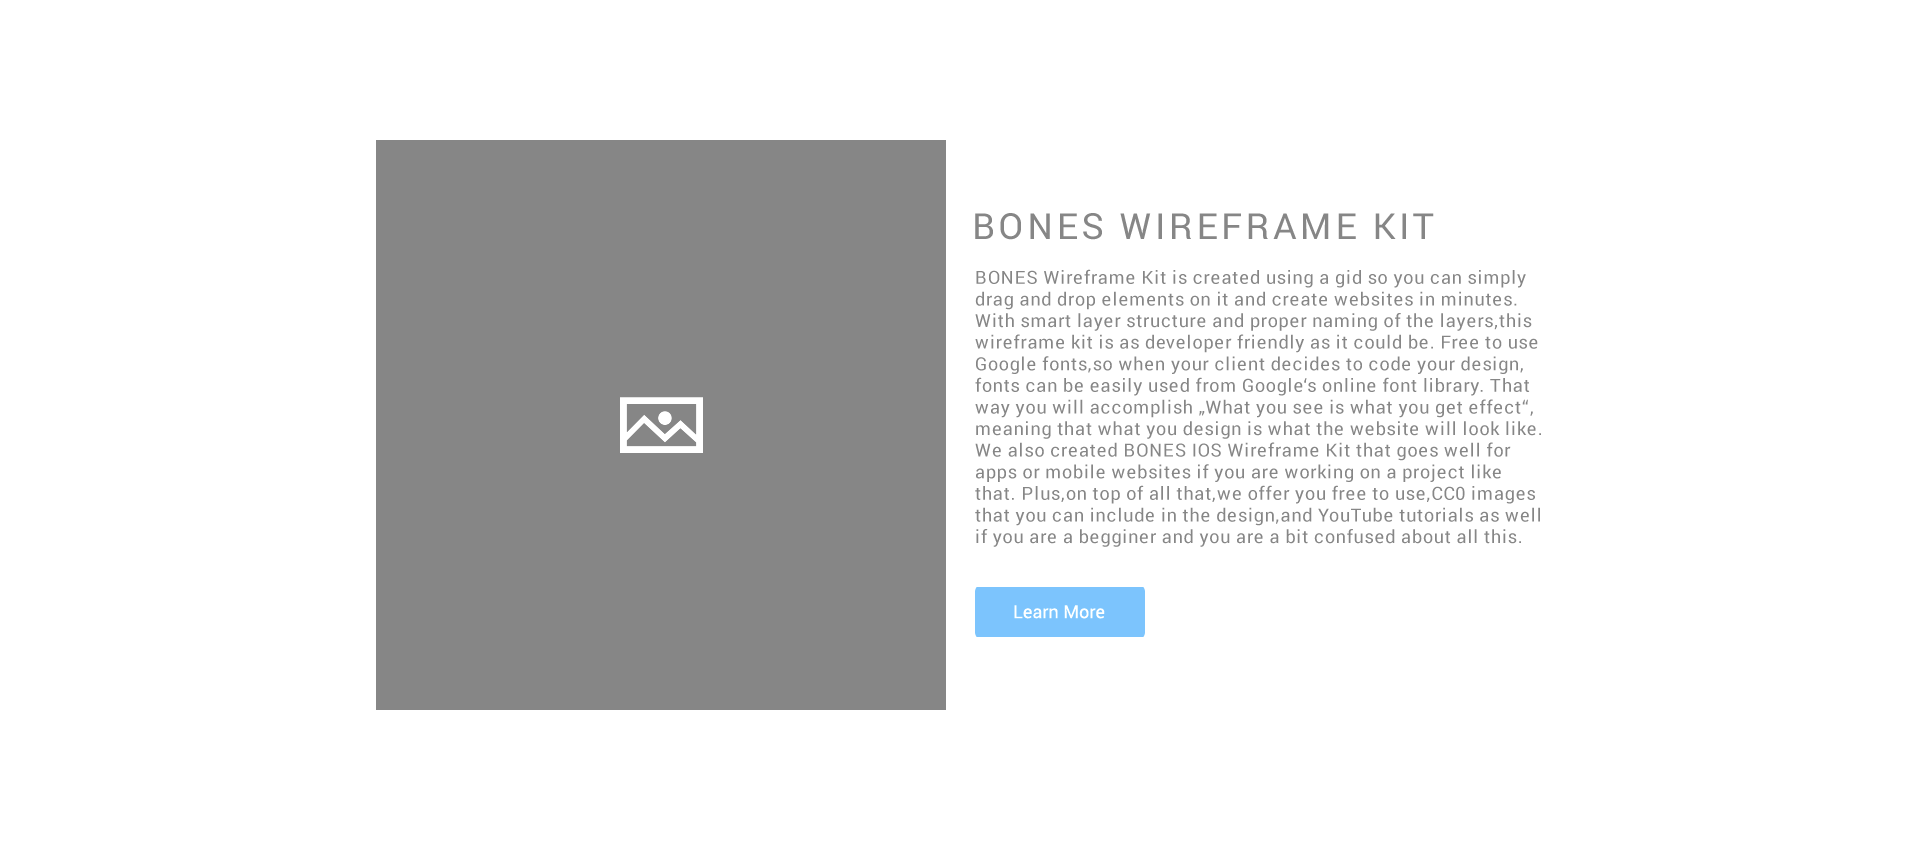 BONES WIREFRAME KIT
BONES Wireframe Kit is created using a gid so you can simply
drag and drop elements on it and create websites in minutes.
With smart layer structure and proper naming of the layers,this
wireframe kit is as developer friendly as it could be. Free to use
Google fonts,so when your client decides to code your design,
fonts can be easily used from Google‘s online font library. That
way you will accomplish „What you see is what you get effect“,
meaning that what you design is what the website will look like.
We also created BONES IOS Wireframe Kit that goes well for
apps or mobile websites if you are working on a project like
that. Plus,on top of all that,we offer you free to use,CC0 images
that you can include in the design,and YouTube tutorials as well
if you are a begginer and you are a bit confused about all this.
Learn More